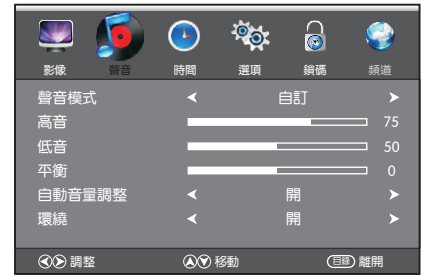 影像 聲音 時間 選項 鎖碼 頻道
聲音模式 自訂
高音 75
低音 50
平衡 0
自動音量調整 開
環繞 開
調整 移動 目錄 離開